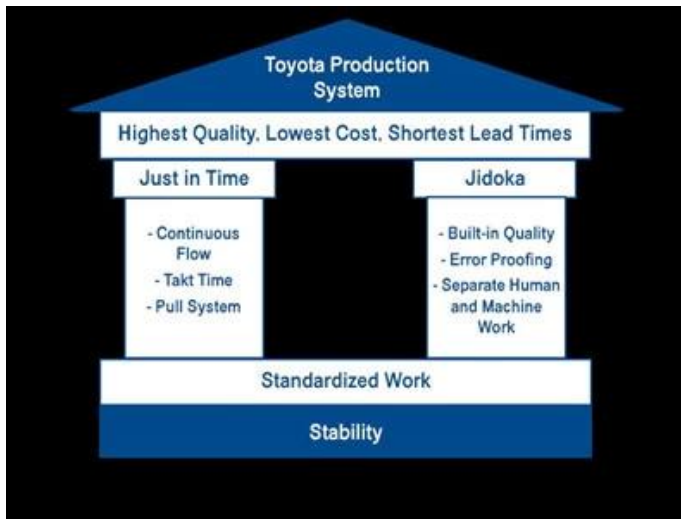 Toyota Production
System
Highest Quality, Lowest Cost, Shortest Lead Times
Just in Time
- Continuous
Flow
- Takt Time
- Pull System
Jidoka
- Built-in Quality
- Error Proofing
- Separate Human
and Machine
Work
Standardized Work
Stability